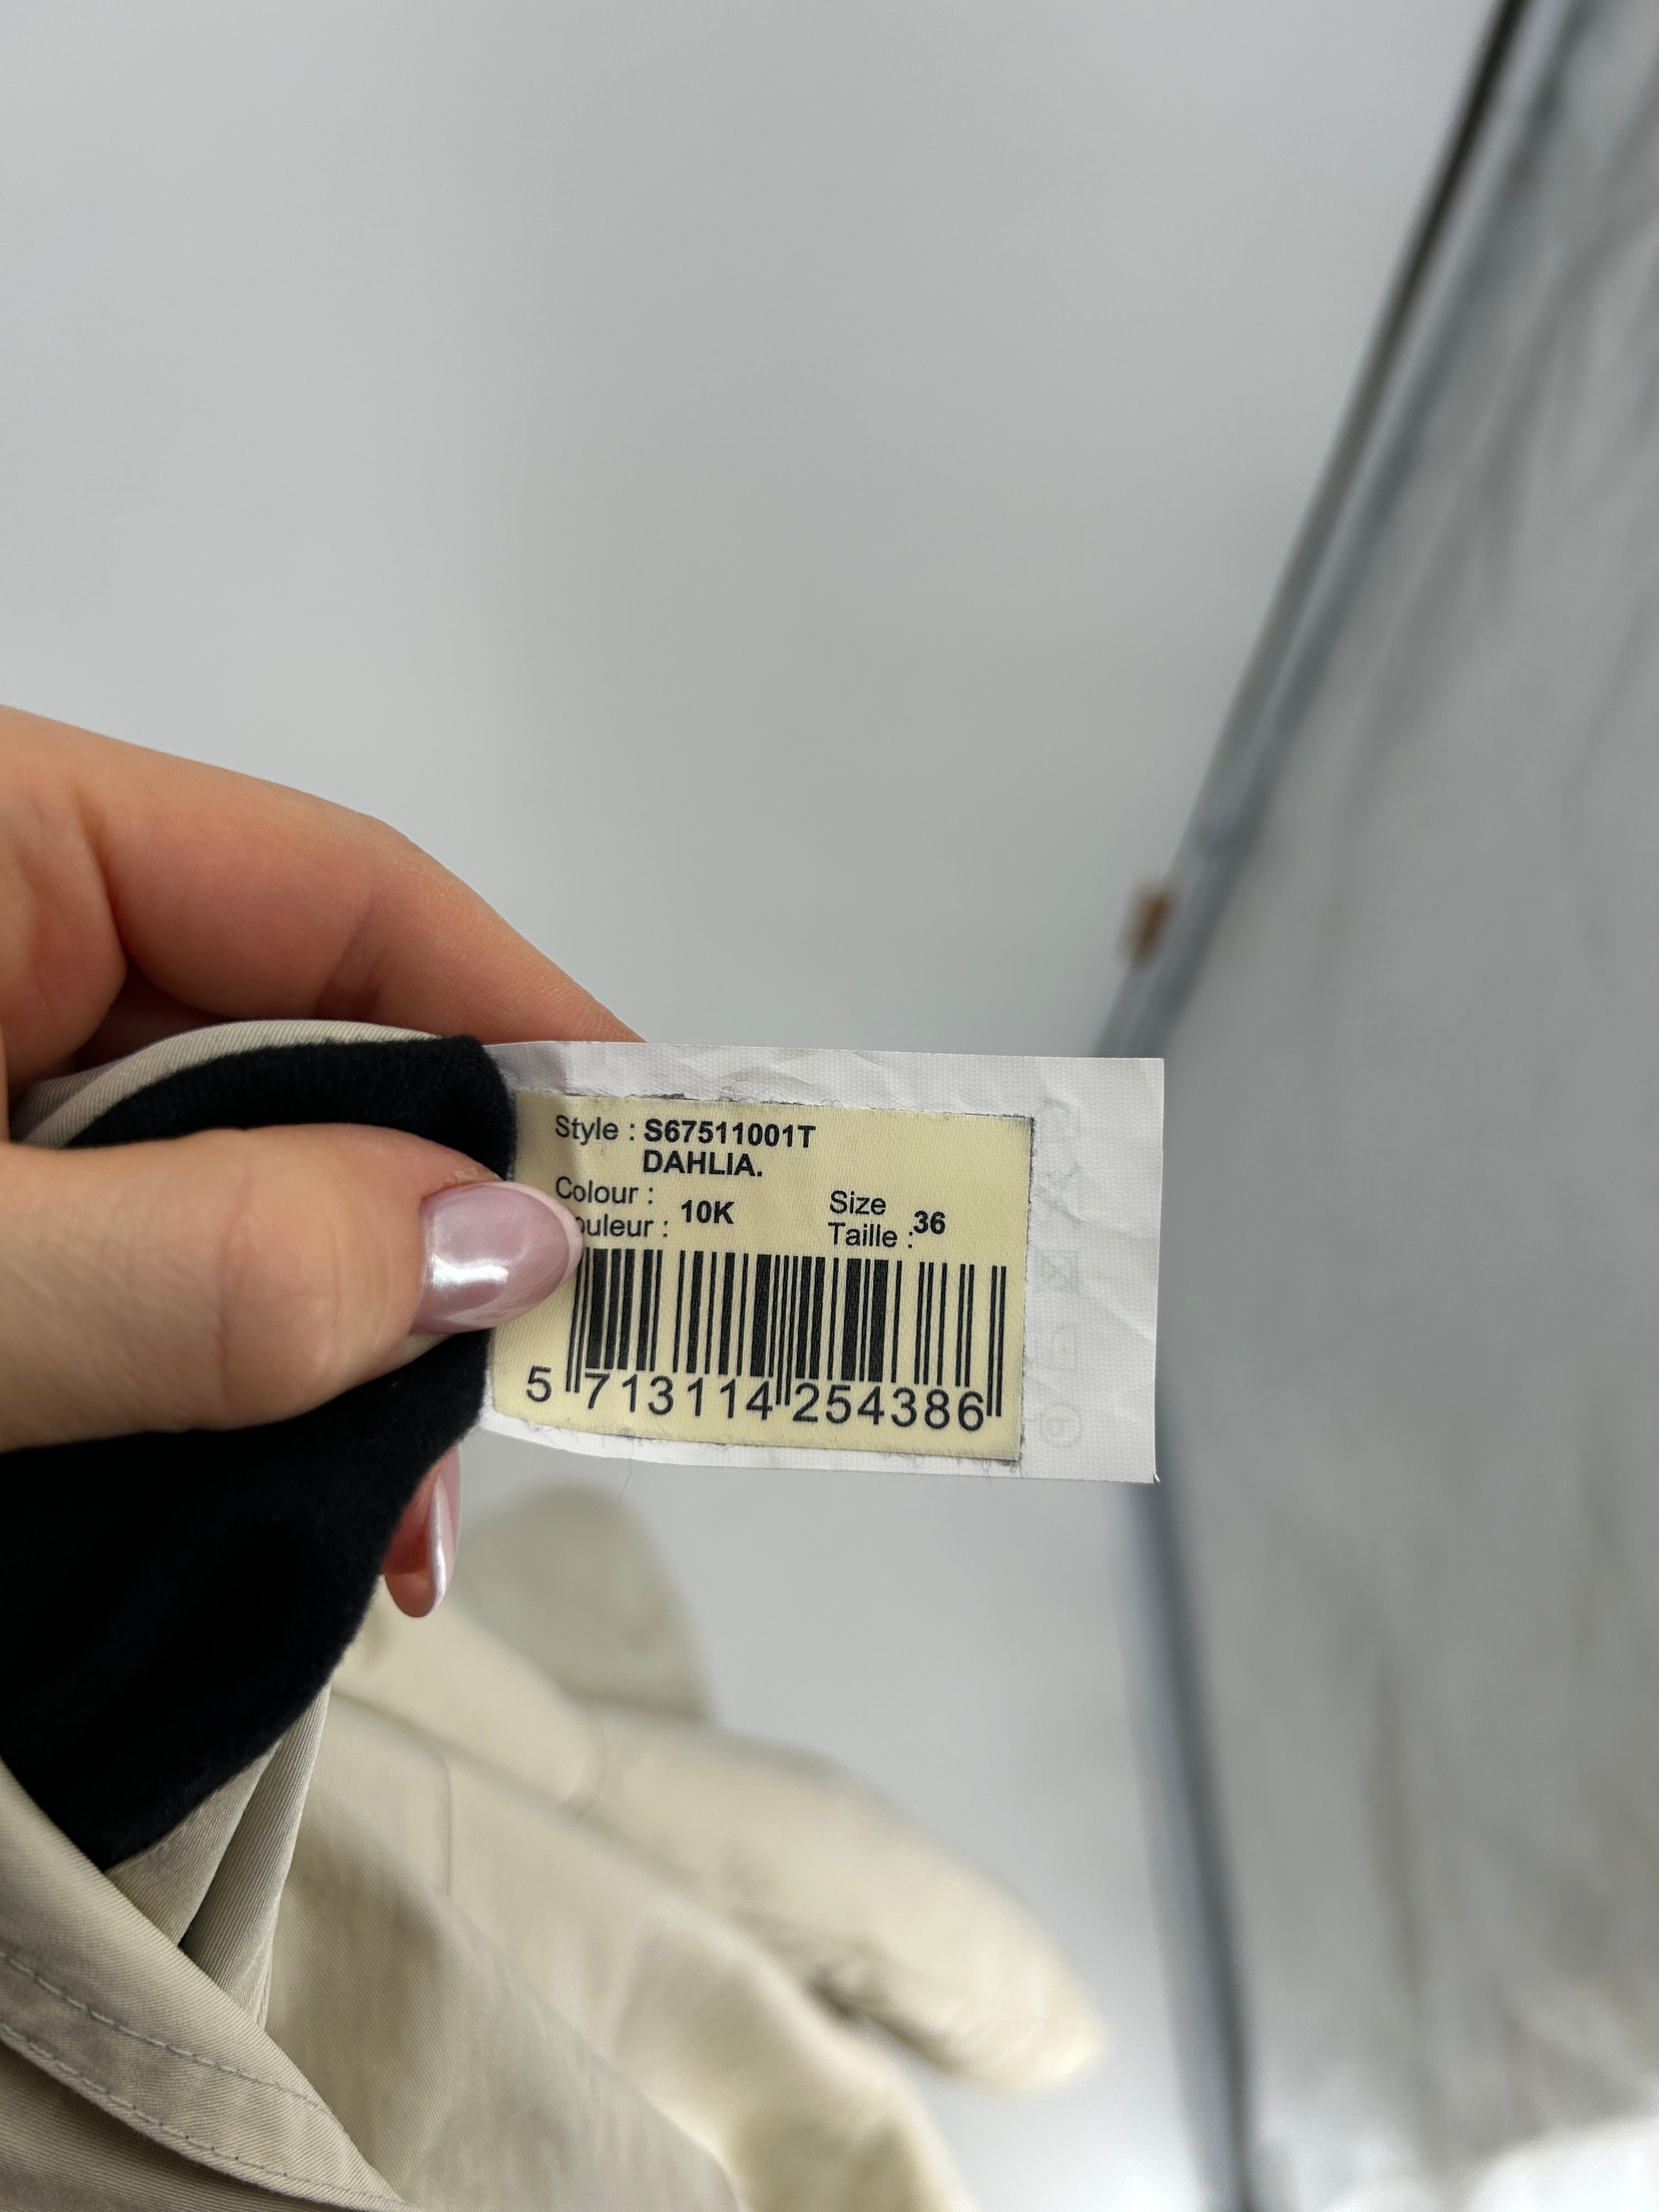 Style : S67511001T
DAHLIA.
Colour :
ouleur : 10K
Size
Taille : 36
5 713114 254386